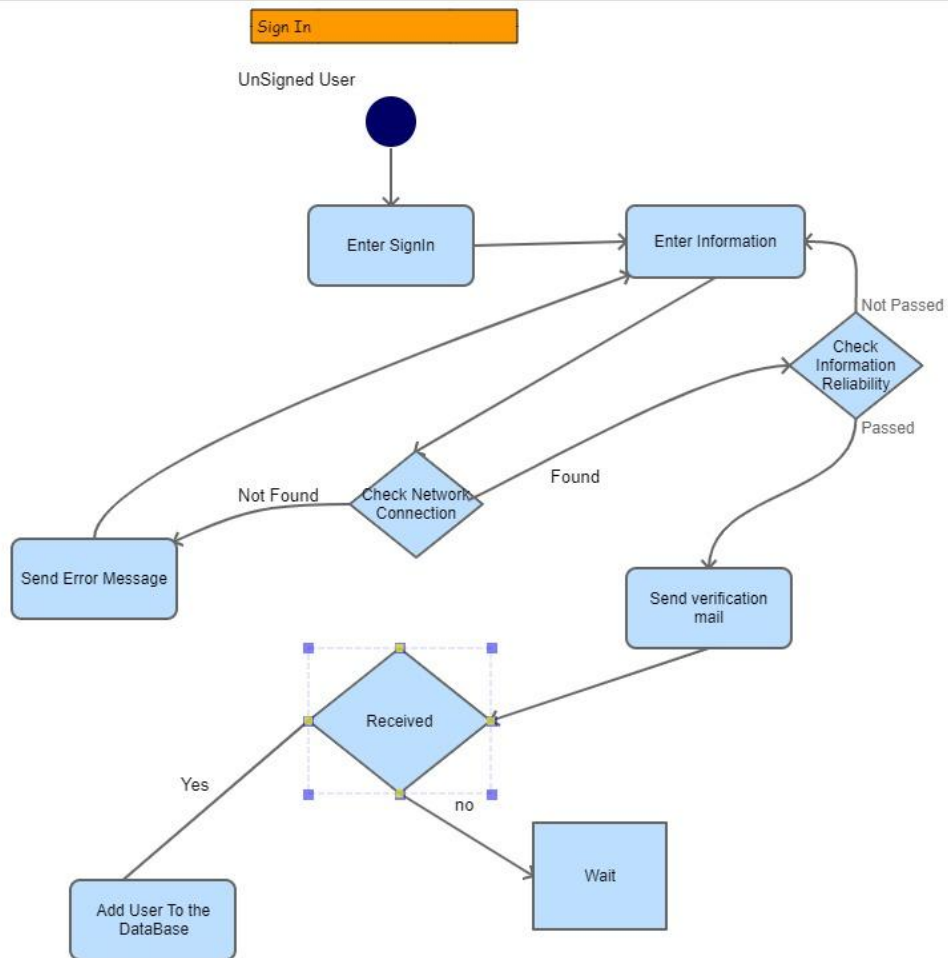 Sign In
UnSigned User
Enter SignIn
Enter Information
Not Passed
Check
Information
Reliability
Passed
Found
Not Found
Check Network
Connection
Send Error Message
Send verification
mail
Received
Yes
no
Wait
Add User To the
DataBase